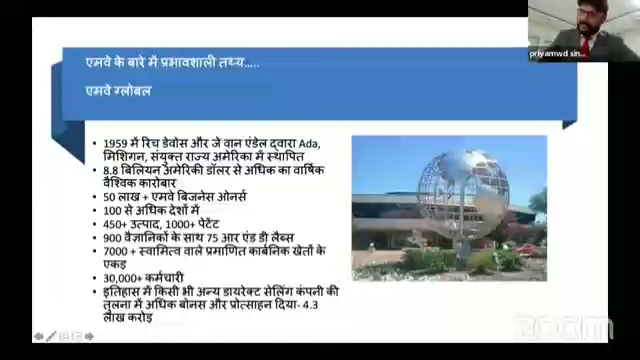 एमवे के बारे में प्रभावशाली तथ्य.....
एमवे ग्लोबल
priyamwd sin...
• 1959 में रिच डेवोस और जे वान एंडेल द्वारा Ada,
मिशिगन, संयुक्त राज्य अमेरिका में स्थापित
• 8.8 बिलियन अमेरिकी डॉलर से अधिक का वार्षिक
वैश्विक कारोबार
• 50 लाख + एमवे बिजनेस ओनर्स
• 100 से अधिक देशों में
• 450+ उत्पाद, 1000+ पेटेंट
• 900 वैज्ञानिकों के साथ 75 आर एंड डी लैब्स
• 7000 + स्वामित्व वाले प्रमाणित कार्बनिक खेतों के
एकड़
• 30,000+ कर्मचारी
• इतिहास में किसी भी अन्य डायरेक्ट सेलिंग कंपनी की
तुलना में अधिक बोनस और प्रोत्साहन दिया- 4.3
लाख करोड़
zoom